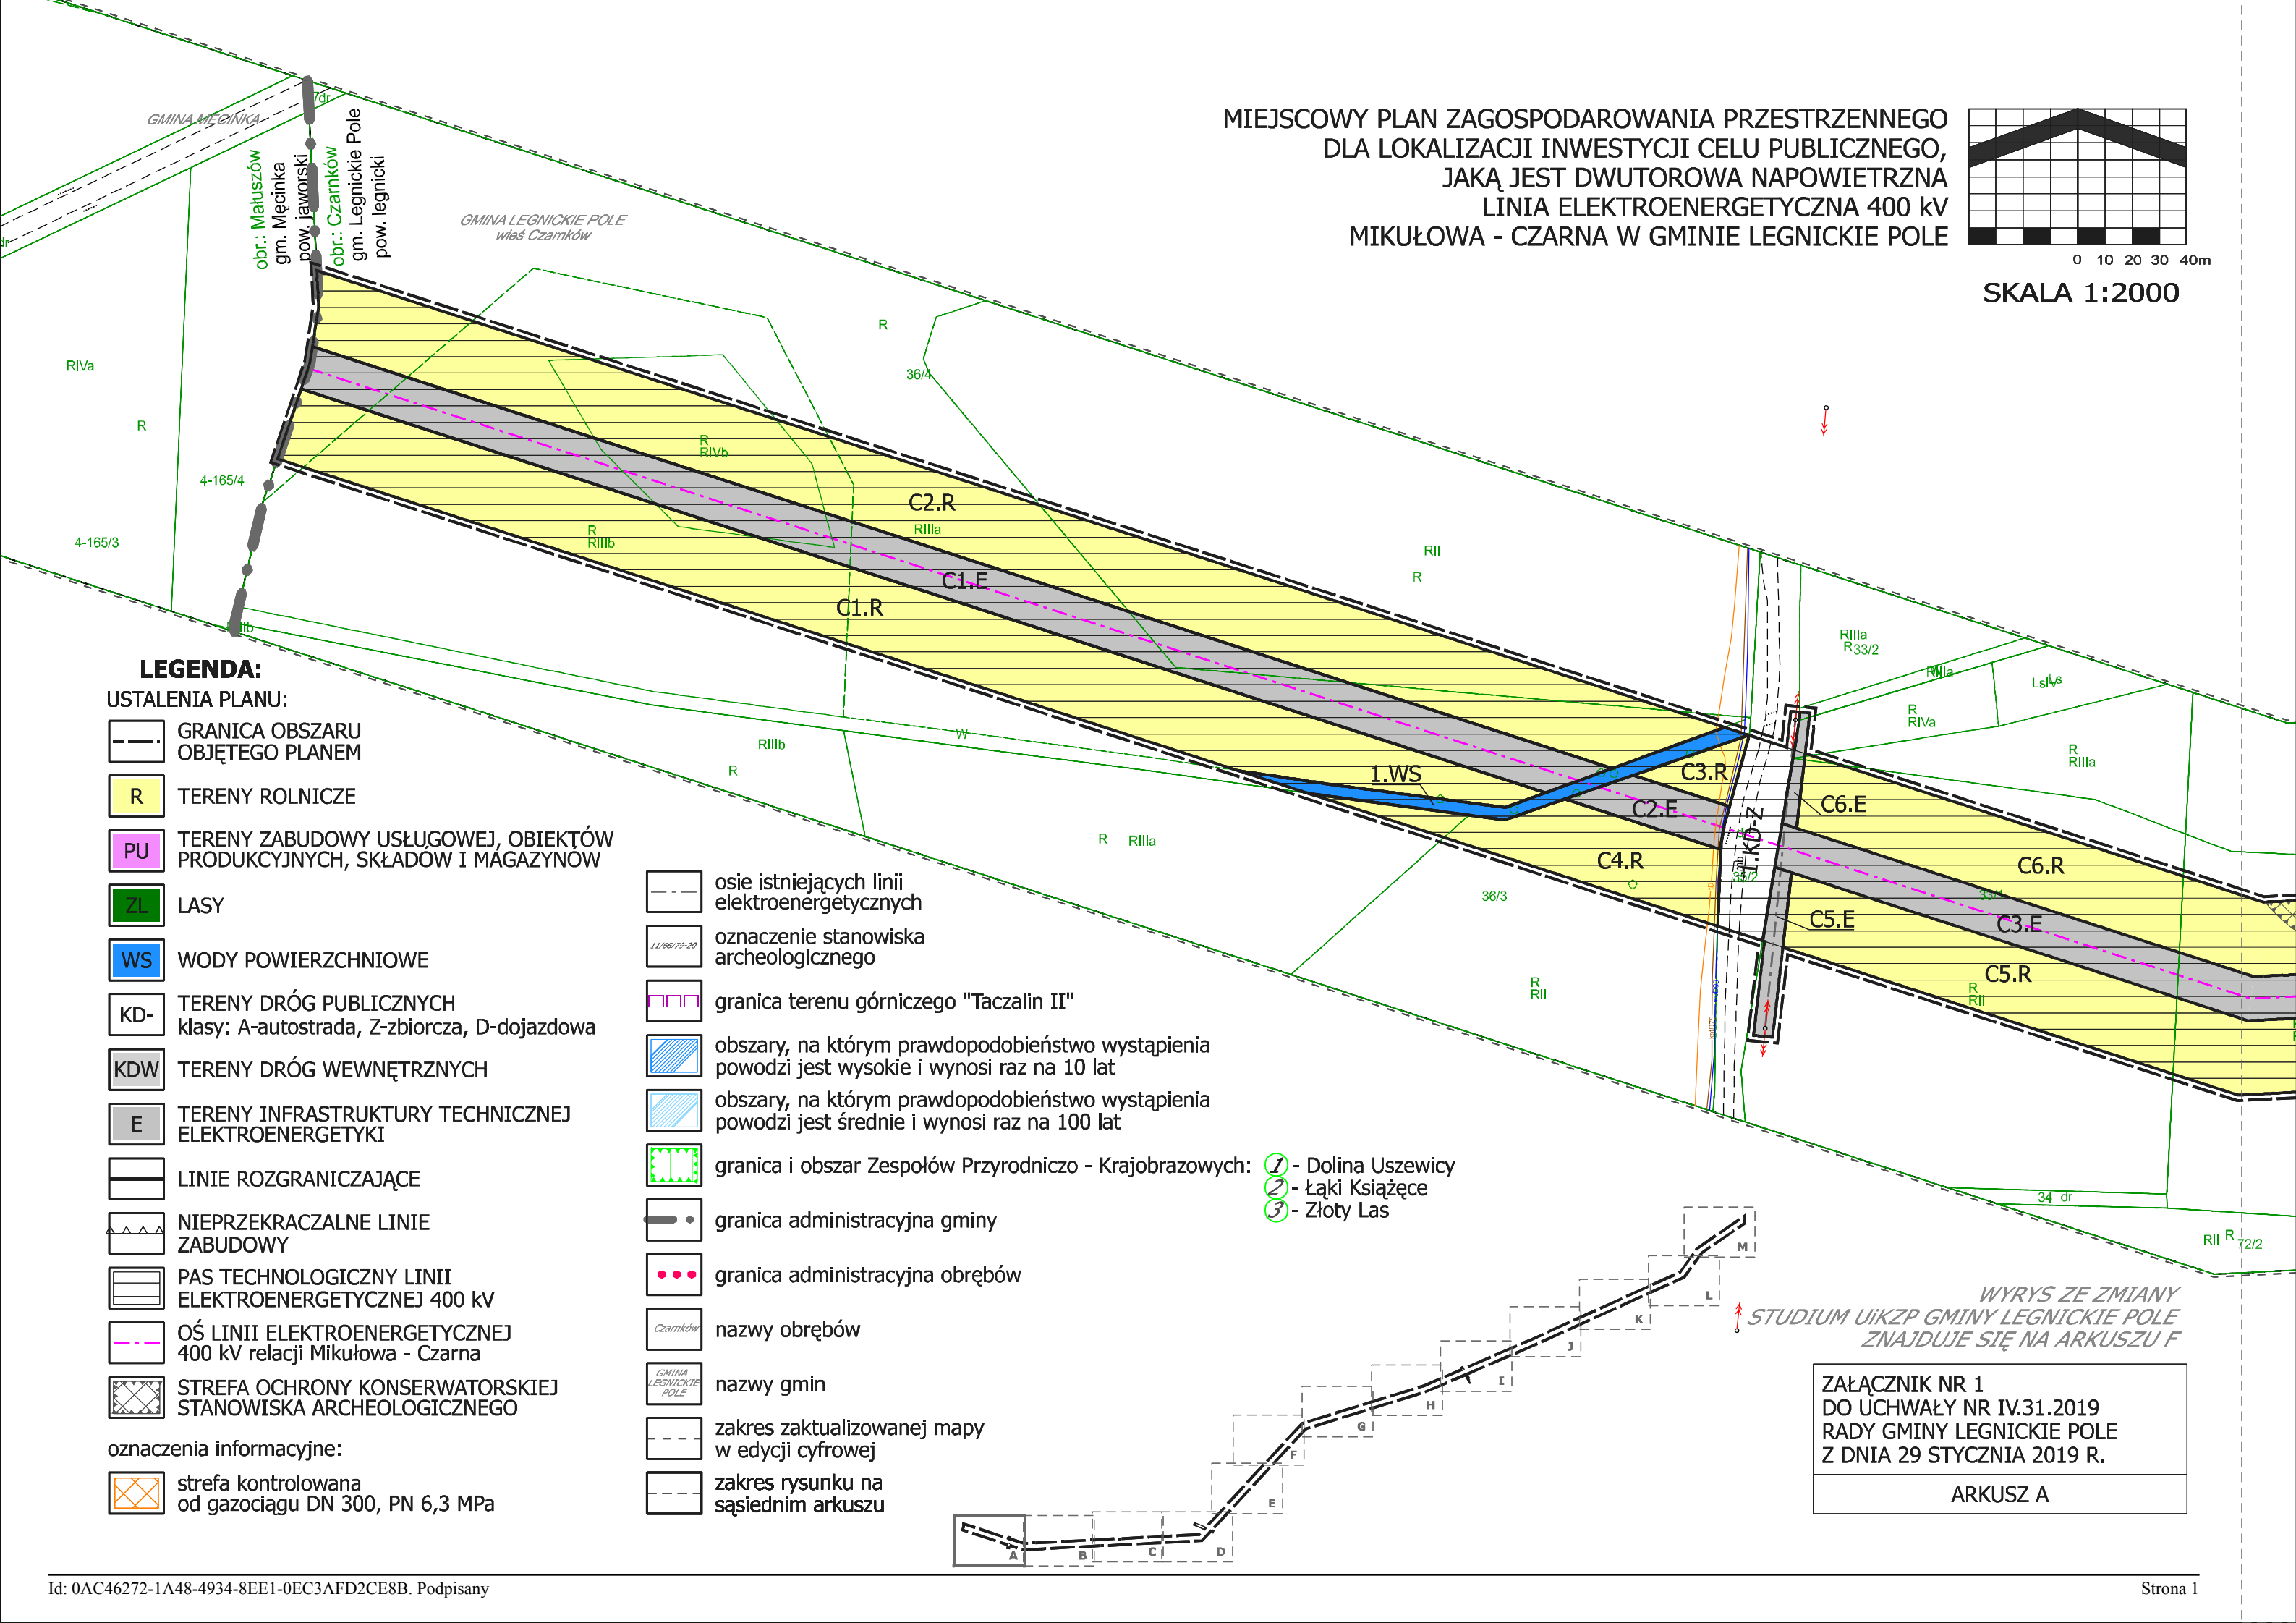 MIEJSCOWY PLAN ZAGOSPODAROWANIA PRZESTRZENNEGO
DLA LOKALIZACJI INWESTYCJI CELU PUBLICZNEGO,
JAKĄ JEST DWUTOROWA NAPOWIETRZNA
LINIA ELEKTROENERGETYCZNA 400 kV
MIKUŁOWA - CZARNA W GMINIE LEGNICKIE POLE
0 10 20 30 40m
SKALA 1:2000
GMINA MĘCINKA
7dr
obr.: Małuszów
gm. Męcinka
pow. jaworski
obr.: Czarnków
gm. Legnickie Pole
pow. legnicki
GMINA LEGNICKIE POLE
wieś Czarnków
R
36/4
RIVa
R
4-165/4
4-165/3
R
RIVb
R
RIIIb
C2.R
RIIIa
C1.E
C1.R
RII
R
RIIIa
R33/2
LsIV
Ls
R
RIVa
R
RIIIa
W
RIIIb
R
R RIIIa
1.WS
C3.R
C2.E
C4.R
1.KD-Z
C6.E
C5.E
C6.R
C3.E
C5.R
R
RII
36/3
R
RII
34 dr
RII R 72/2
LEGENDA:
USTALENIA PLANU:
GRANICA OBSZARU
OBJĘTEGO PLANEM
R TERENY ROLNICZE
PU TERENY ZABUDOWY USŁUGOWEJ, OBIEKTÓW
PRODUKCYJNYCH, SKŁADÓW I MAGAZYNÓW
ZL LASY
WS WODY POWIERZCHNIOWE
KD- TERENY DRÓG PUBLICZNYCH
klasy: A-autostrada, Z-zbiorcza, D-dojazdowa
KDW TERENY DRÓG WEWNĘTRZNYCH
E TERENY INFRASTRUKTURY TECHNICZNEJ
ELEKTROENERGETYKI
LINIE ROZGRANICZAJĄCE
NIEPRZEKRACZALNE LINIE
ZABUDOWY
PAS TECHNOLOGICZNY LINII
ELEKTROENERGETYCZNEJ 400 kV
OŚ LINII ELEKTROENERGETYCZNEJ
400 kV relacji Mikułowa - Czarna
STREFA OCHRONY KONSERWATORSKIEJ
STANOWISKA ARCHEOLOGICZNEGO
oznaczenia informacyjne:
strefa kontrolowana
od gazociągu DN 300, PN 6,3 MPa
osie istniejących linii
elektroenergetycznych
11/66/79-20 oznaczenie stanowiska
archeologicznego
granica terenu górniczego "Taczalin II"
obszary, na którym prawdopodobieństwo wystąpienia
powodzi jest wysokie i wynosi raz na 10 lat
obszary, na którym prawdopodobieństwo wystąpienia
powodzi jest średnie i wynosi raz na 100 lat
granica i obszar Zespołów Przyrodniczo - Krajobrazowych:
1 - Dolina Uszewicy
2 - Łąki Książęce
3 - Złoty Las
granica administracyjna gminy
granica administracyjna obrębów
Czarnków nazwy obrębów
GMINA
LEGNICKIE
POLE
nazwy gmin
zakres zaktualizowanej mapy
w edycji cyfrowej
zakres rysunku na
sąsiednim arkuszu
A
B
C
D
E
F
G
H
I
J
K
L
M
WYRYS ZE ZMIANY
STUDIUM UiKZP GMINY LEGNICKIE POLE
ZNAJDUJE SIĘ NA ARKUSZU F
ZAŁĄCZNIK NR 1
DO UCHWAŁY NR IV.31.2019
RADY GMINY LEGNICKIE POLE
Z DNIA 29 STYCZNIA 2019 R.
ARKUSZ A
Id: 0AC46272-1A48-4934-8EE1-0EC3AFD2CE8B. Podpisany
Strona 1